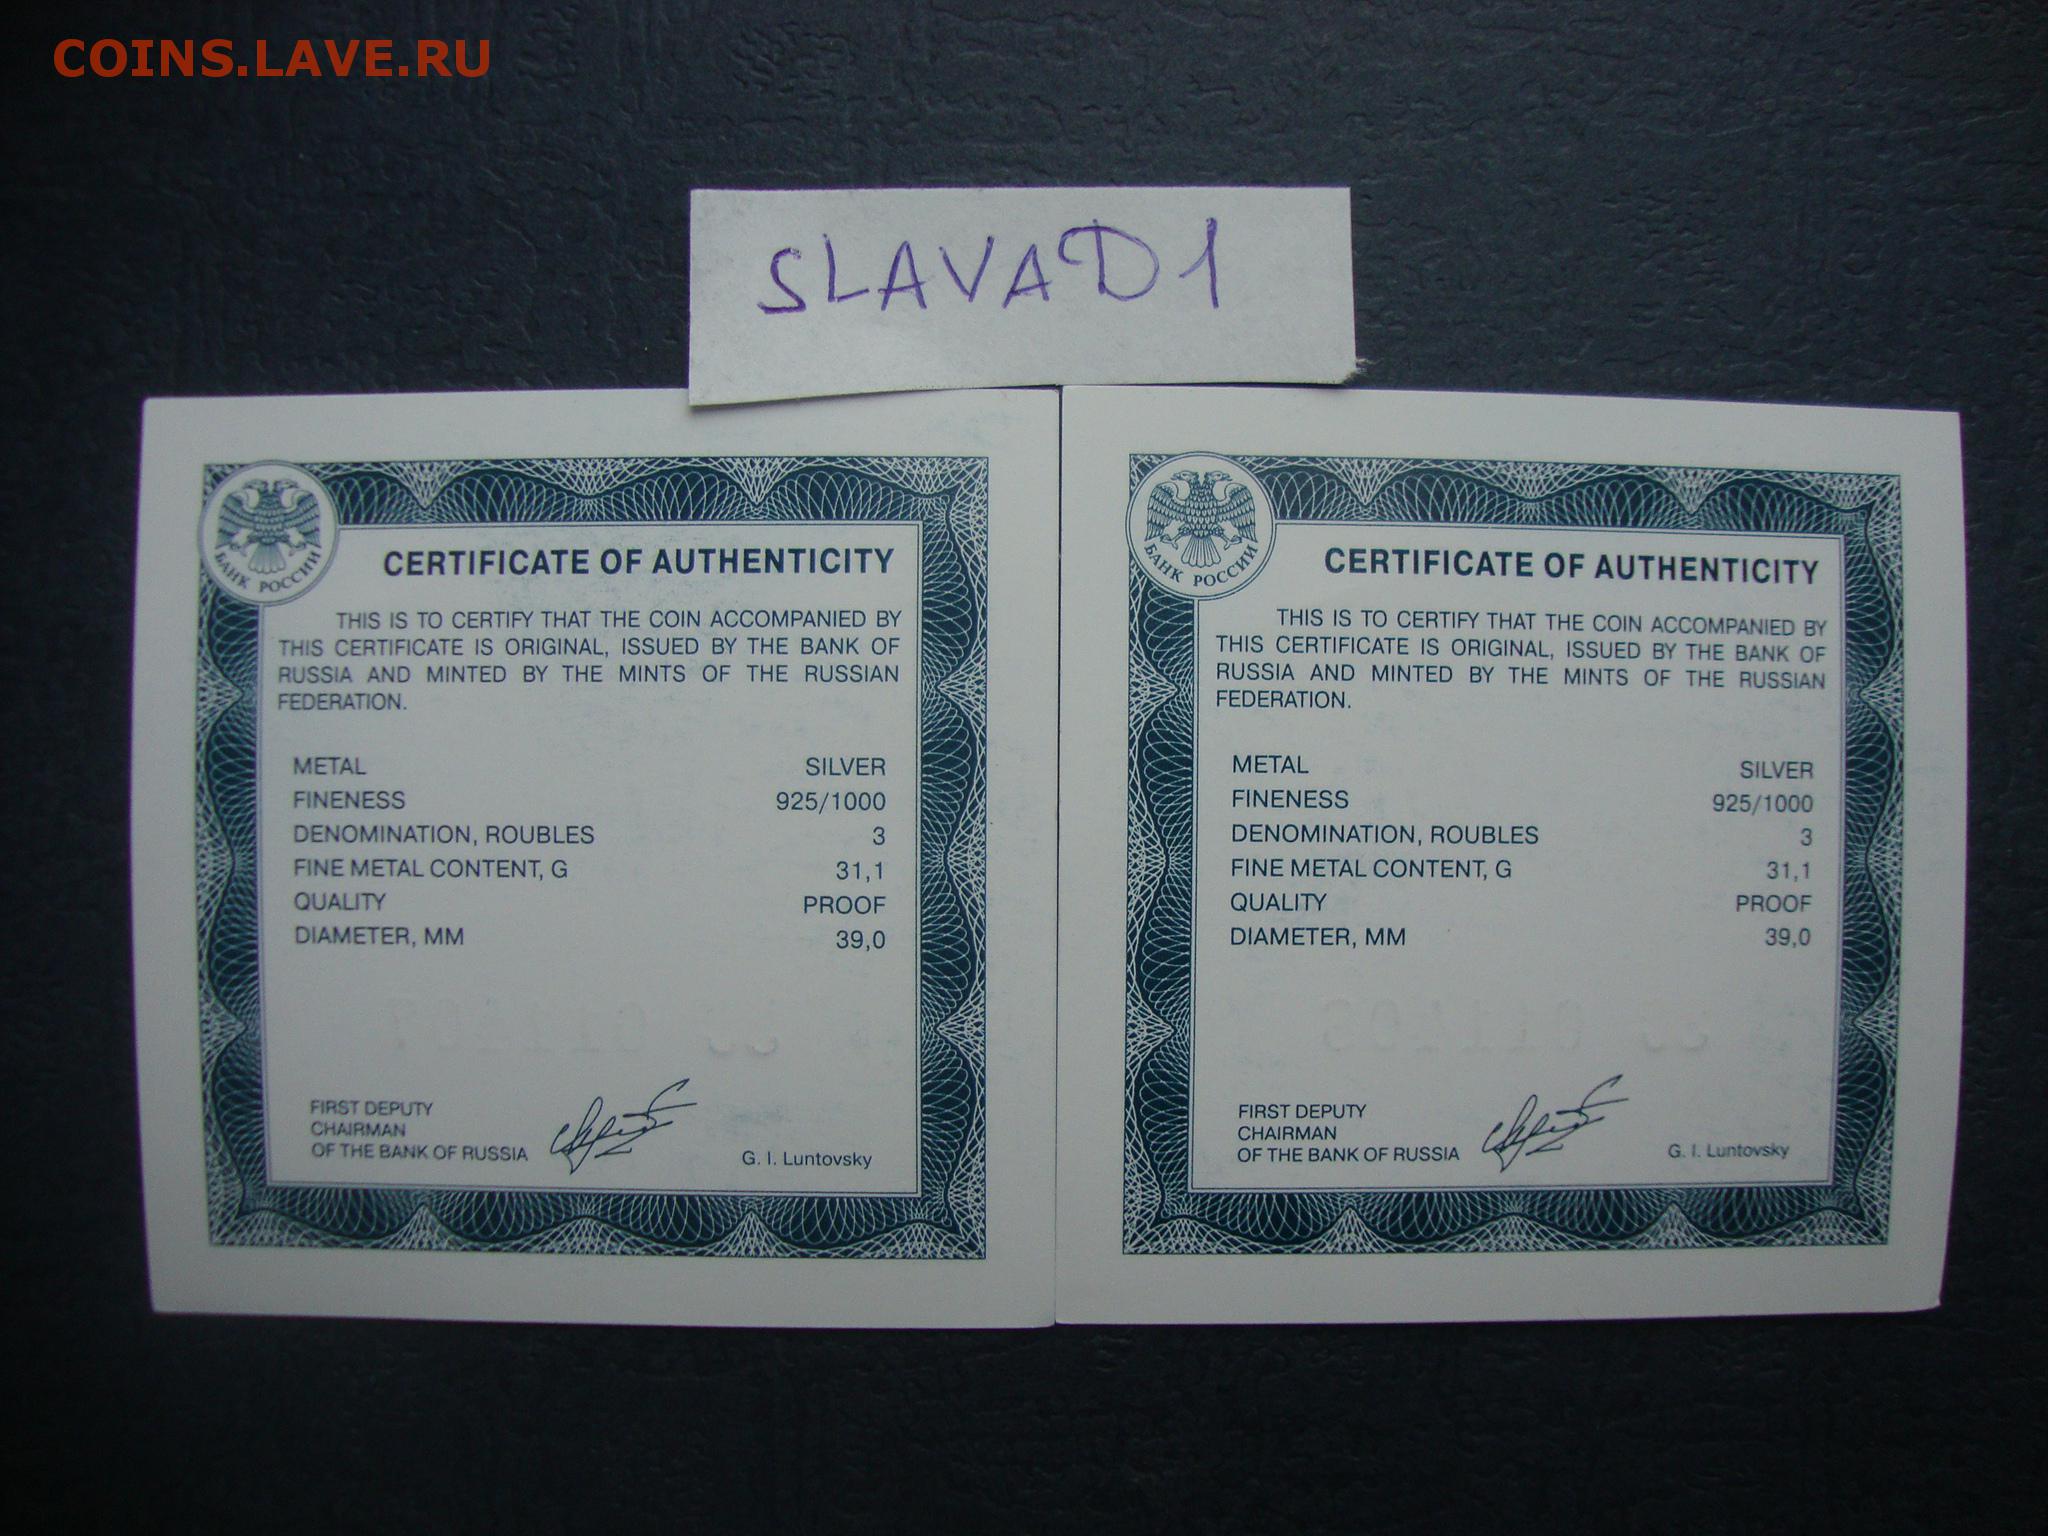 COINS.LAVE.RU
SLAVAD1
БАНК РОССИИ
CERTIFICATE OF AUTHENTICITY
THIS IS TO CERTIFY THAT THE COIN ACCOMPANIED BY
THIS CERTIFICATE IS ORIGINAL, ISSUED BY THE BANK OF
RUSSIA AND MINTED BY THE MINTS OF THE RUSSIAN
FEDERATION.
METAL SILVER
FINENESS 925/1000
DENOMINATION, ROUBLES 3
FINE METAL CONTENT, G 31,1
QUALITY PROOF
DIAMETER, MM 39,0
FIRST DEPUTY
CHAIRMAN
OF THE BANK OF RUSSIA
G. I. Luntovsky
БАНК РОССИИ
CERTIFICATE OF AUTHENTICITY
THIS IS TO CERTIFY THAT THE COIN ACCOMPANIED BY
THIS CERTIFICATE IS ORIGINAL, ISSUED BY THE BANK OF
RUSSIA AND MINTED BY THE MINTS OF THE RUSSIAN
FEDERATION.
METAL SILVER
FINENESS 925/1000
DENOMINATION, ROUBLES 3
FINE METAL CONTENT, G 31,1
QUALITY PROOF
DIAMETER, MM 39,0
FIRST DEPUTY
CHAIRMAN
OF THE BANK OF RUSSIA
G. I. Luntovsky